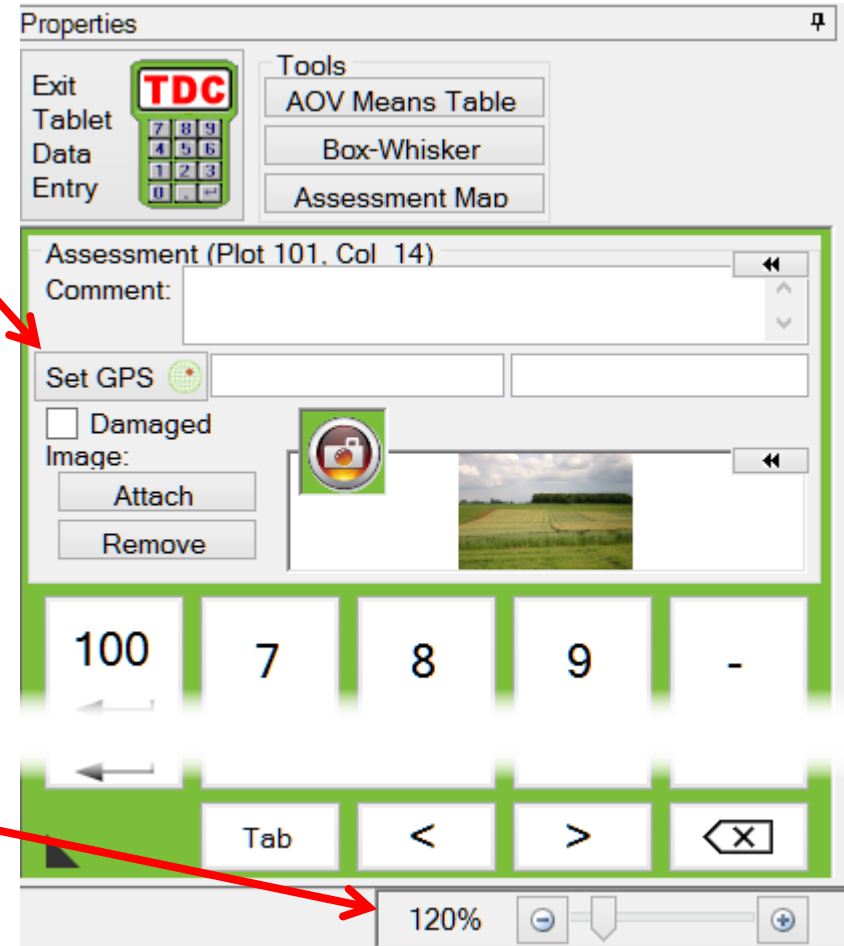 Properties
Exit
Tablet
Data
Entry
TDC
7 8 9
4 5 6
1 2 3
0 .
Tools
AOV Means Table
Box-Whisker
Assessment Map
Assessment (Plot 101, Col 14)
Comment:
Set GPS
Damaged
Image:
Attach
Remove
100 7 8 9 -
Tab < >
120%